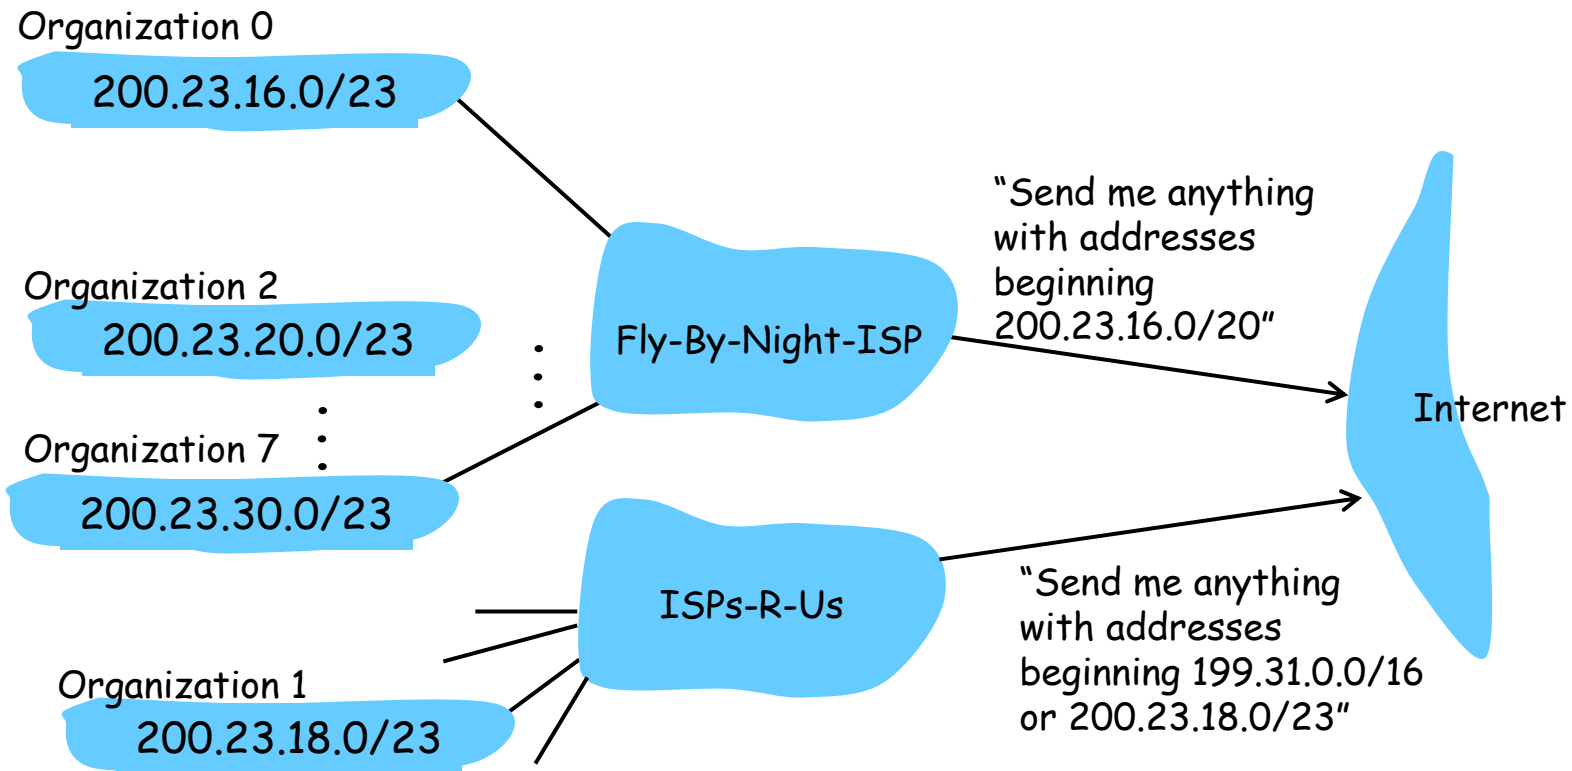 Organization 0
200.23.16.0/23
Organization 2
200.23.20.0/23
Organization 7
200.23.30.0/23
Fly-By-Night-ISP
“Send me anything
with addresses
beginning
200.23.16.0/20”
Internet
ISPs-R-Us
Organization 1
200.23.18.0/23
“Send me anything
with addresses
beginning 199.31.0.0/16
or 200.23.18.0/23”